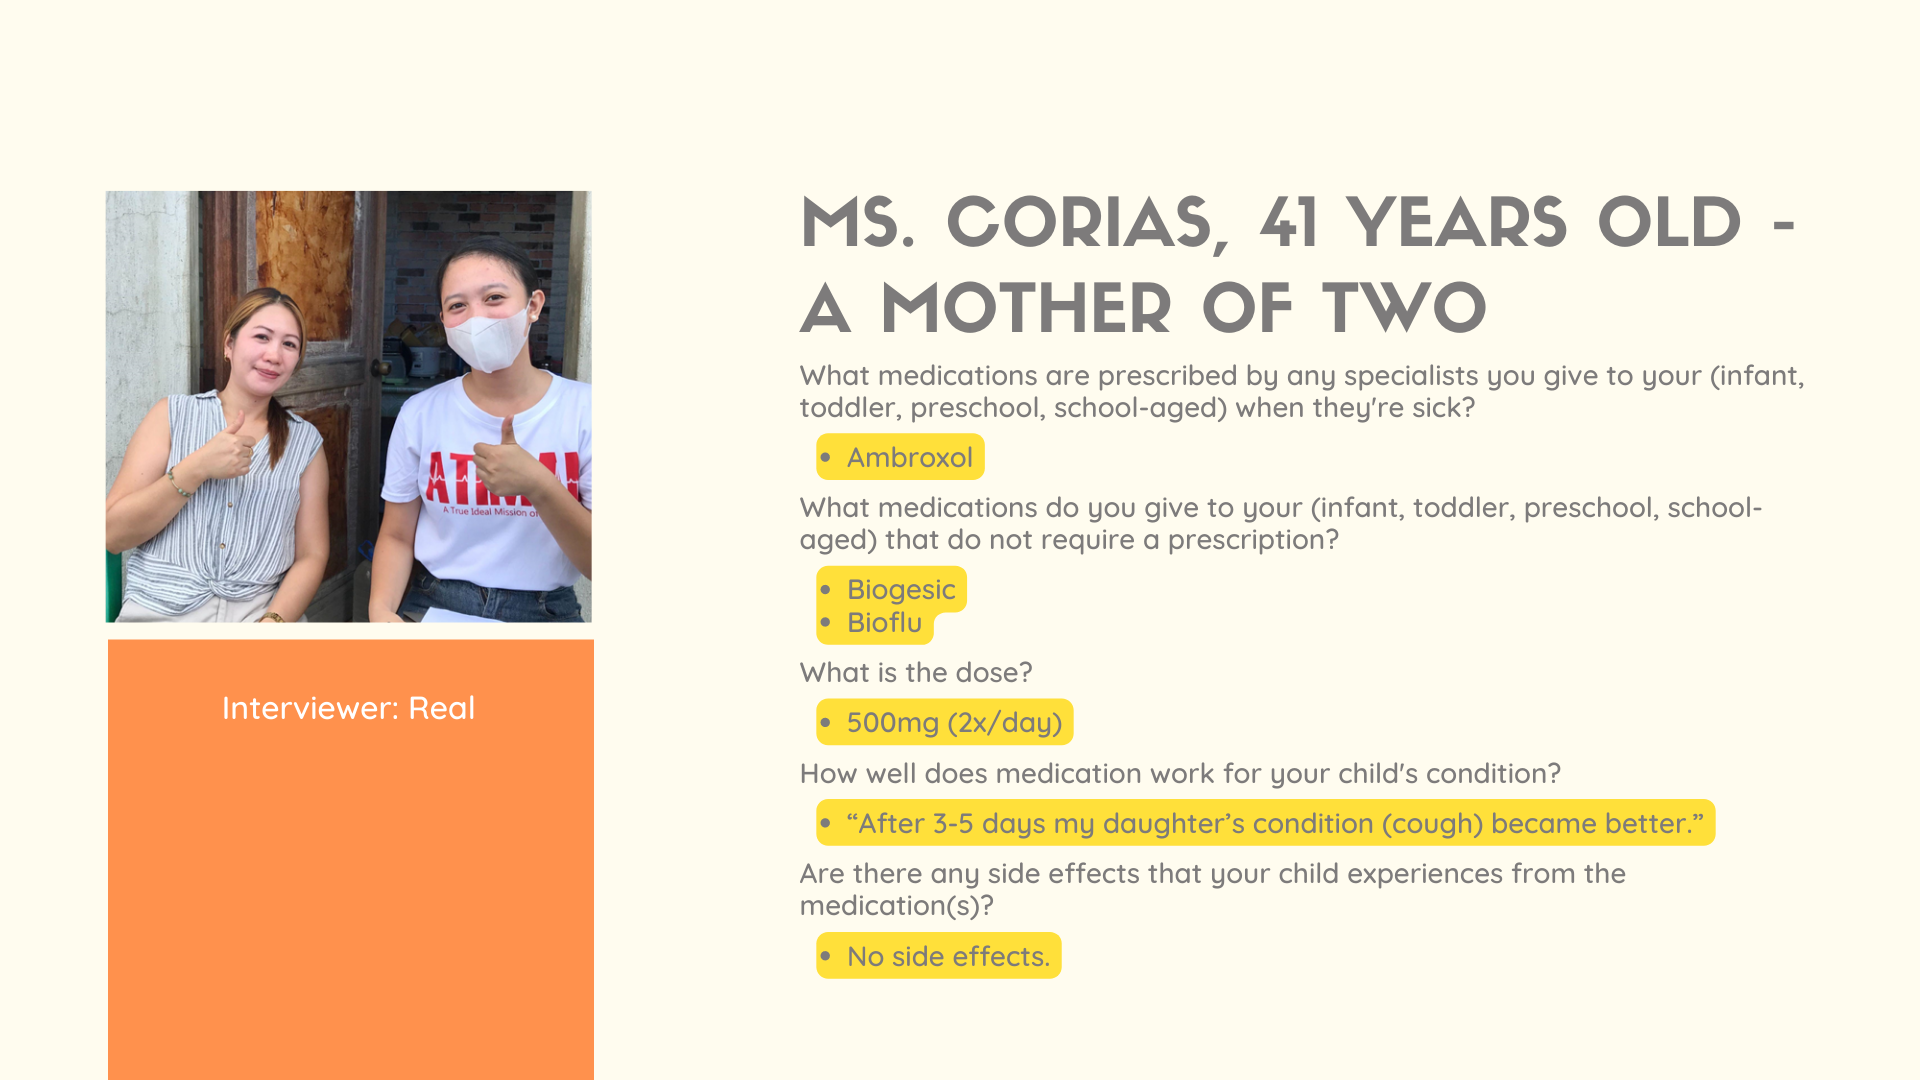 MS. CORIAS, 41 YEARS OLD -
A MOTHER OF TWO
What medications are prescribed by any specialists you give to your (infant,
toddler, preschool, school-aged) when they're sick?
• Ambroxol
What medications do you give to your (infant, toddler, preschool, school-
aged) that do not require a prescription?
• Biogesic
• Bioflu
What is the dose?
• 500mg (2x/day)
How well does medication work for your child's condition?
• “After 3-5 days my daughter’s condition (cough) became better.”
Are there any side effects that your child experiences from the
medication(s)?
• No side effects.
A True Ideal Mission of
Interviewer: Real